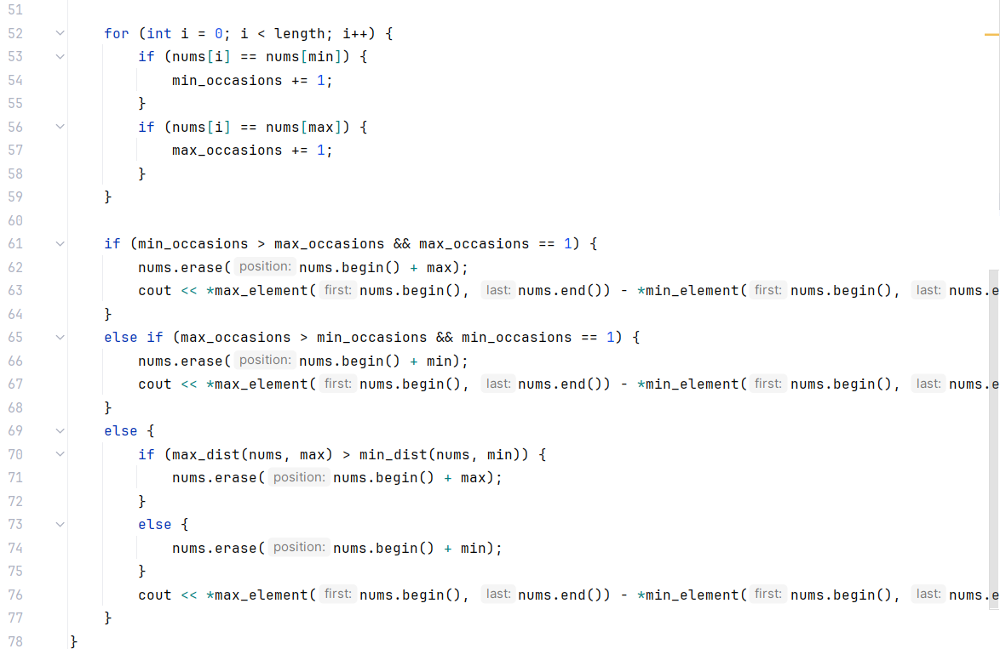 51
52 for (int i = 0; i < length; i++) {
53 if (nums[i] == nums[min]) {
54 min_occasions += 1;
55 }
56 if (nums[i] == nums[max]) {
57 max_occasions += 1;
58 }
59 }
60
61 if (min_occasions > max_occasions && max_occasions == 1) {
62 nums.erase( position: nums.begin() + max);
63 cout << *max_element( first: nums.begin(), last: nums.end()) - *min_element( first: nums.begin(), last: nums.e
64 }
65 else if (max_occasions > min_occasions && min_occasions == 1) {
66 nums.erase( position: nums.begin() + min);
67 cout << *max_element( first: nums.begin(), last: nums.end()) - *min_element( first: nums.begin(), last: nums.e
68 }
69 else {
70 if (max_dist(nums, max) > min_dist(nums, min)) {
71 nums.erase( position: nums.begin() + max);
72 }
73 else {
74 nums.erase( position: nums.begin() + min);
75 }
76 cout << *max_element( first: nums.begin(), last: nums.end()) - *min_element( first: nums.begin(), last: nums.e
77 }
78 }